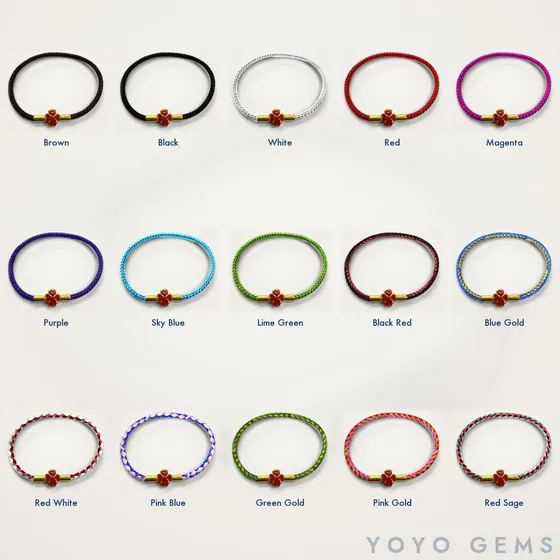 Brown
Black
White
Red
Magenta
Purple
Sky Blue
Lime Green
Black Red
Blue Gold
Red White
Pink Blue
Green Gold
Pink Gold
Red Sage
YOYO GEMS